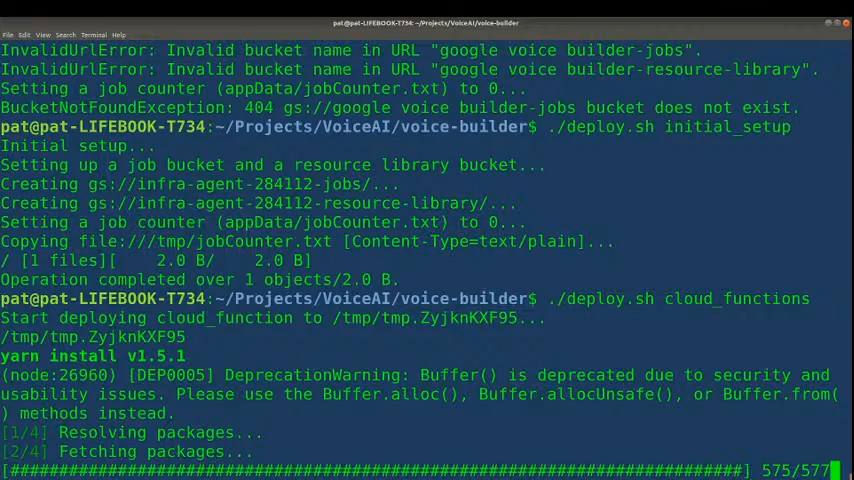 pat@pat-LIFEBOOK-T734: ~/Projects/VoiceAI/voice-builder
File Edit View Search Terminal Help
InvalidUrlError: Invalid bucket name in URL "google voice builder-jobs".
InvalidUrlError: Invalid bucket name in URL "google voice builder-resource-library".
Setting a job counter (appData/jobCounter.txt) to 0...
BucketNotFoundException: 404 gs://google voice builder-jobs bucket does not exist.
pat@pat-LIFEBOOK-T734:~/Projects/VoiceAI/voice-builder$ ./deploy.sh initial_setup
Initial setup...
Setting up a job bucket and a resource library bucket...
Creating gs://infra-agent-284112-jobs/...
Creating gs://infra-agent-284112-resource-library/...
Setting a job counter (appData/jobCounter.txt) to 0...
Copying file:///tmp/jobCounter.txt [Content-Type=text/plain]...
/ [1 files][    2.0 B/    2.0 B]
Operation completed over 1 objects/2.0 B.
pat@pat-LIFEBOOK-T734:~/Projects/VoiceAI/voice-builder$ ./deploy.sh cloud_functions
Start deploying cloud_function to /tmp/tmp.ZyjknKXF95...
/tmp/tmp.ZyjknKXF95
yarn install v1.5.1
(node:26960) [DEP0005] DeprecationWarning: Buffer() is deprecated due to security and
usability issues. Please use the Buffer.alloc(), Buffer.allocUnsafe(), or Buffer.from(
) methods instead.
[1/4] Resolving packages...
[2/4] Fetching packages...
[############################################################################] 575/577